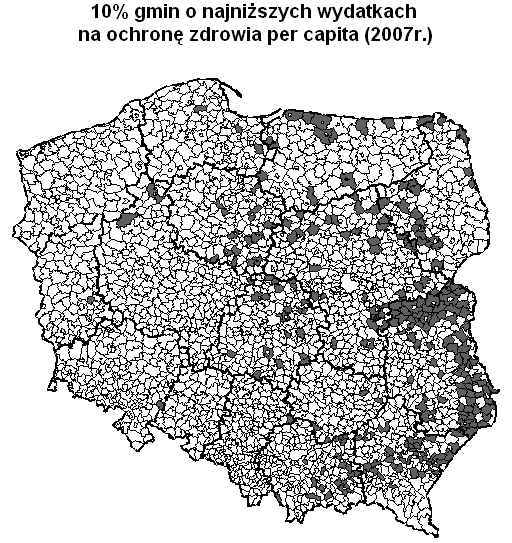 10% gmin o najniższych wydatkach
na ochronę zdrowia per capita (2007r.)